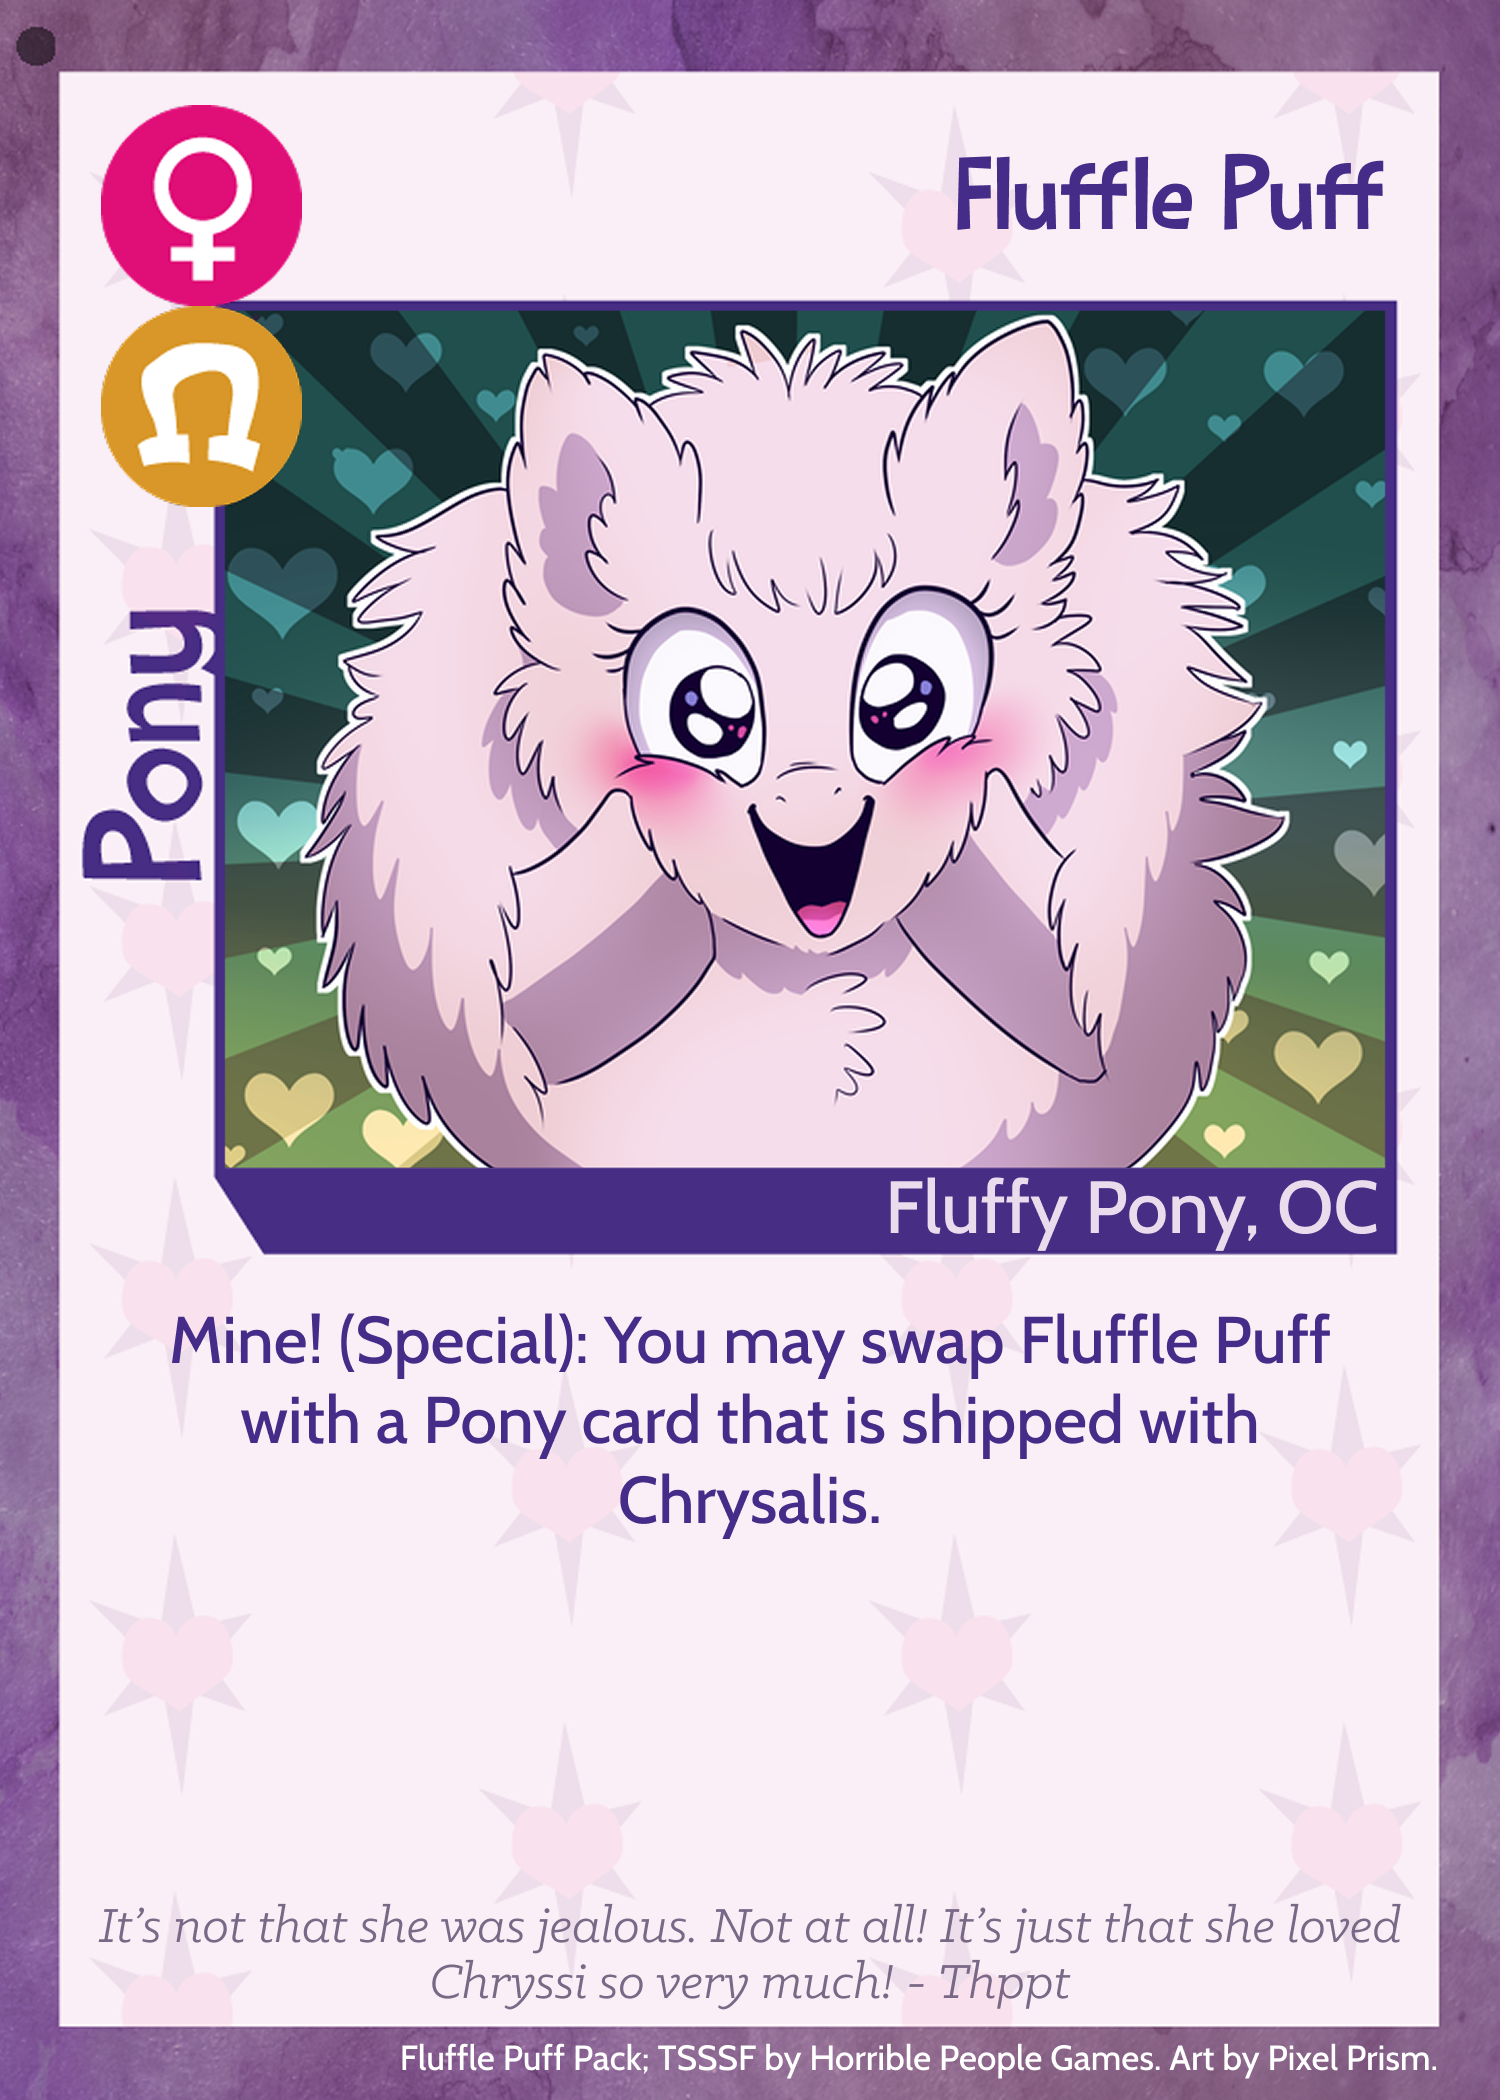 Fluffle Puff
Pony
Fluffy Pony, OC
Mine! (Special): You may swap Fluffle Puff
with a Pony card that is shipped with
Chrysalis.
It’s not that she was jealous. Not at all! It’s just that she loved
Chryssi so very much! - Thppt
Fluffle Puff Pack; TSSSF by Horrible People Games. Art by Pixel Prism.